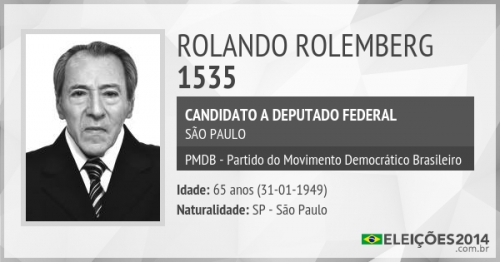 ROLANDO ROLEMBERG
1535
CANDIDATO A DEPUTADO FEDERAL
SÃO PAULO
PMDB - Partido do Movimento Democrático Brasileiro
Idade: 65 anos (31-01-1949)
Naturalidade: SP - São Paulo
ELEIÇÕES2014
.com.br